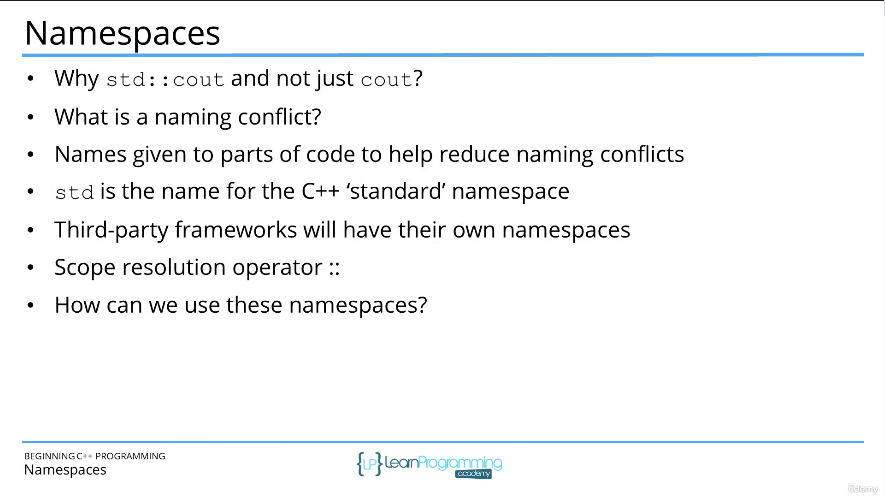 Namespaces
• Why std::cout and not just cout?
• What is a naming conflict?
• Names given to parts of code to help reduce naming conflicts
• std is the name for the C++ ‘standard’ namespace
• Third-party frameworks will have their own namespaces
• Scope resolution operator ::
• How can we use these namespaces?
BEGINNING C++ PROGRAMMING
Namespaces
{LP} LearnProgramming
academy
ûdemy